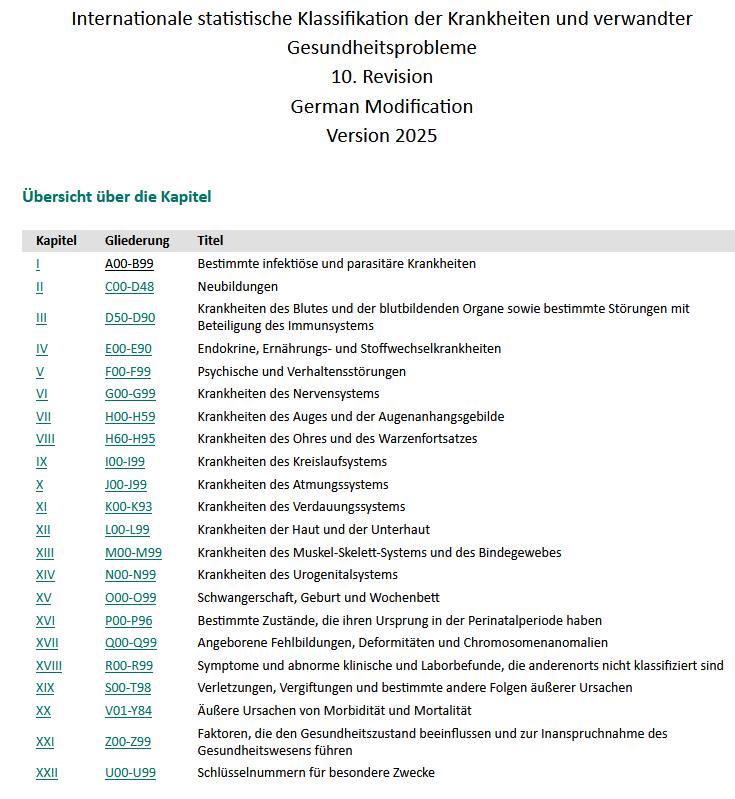 Internationale statistische Klassifikation der Krankheiten und verwandter
Gesundheitsprobleme
10. Revision
German Modification
Version 2025
Übersicht über die Kapitel
Kapitel Gliederung Titel
I A00-B99 Bestimmte infektiöse und parasitäre Krankheiten
II C00-D48 Neubildungen
III D50-D90 Krankheiten des Blutes und der blutbildenden Organe sowie bestimmte Störungen mit
Beteiligung des Immunsystems
IV E00-E90 Endokrine, Ernährungs- und Stoffwechselkrankheiten
V F00-F99 Psychische und Verhaltensstörungen
VI G00-G99 Krankheiten des Nervensystems
VII H00-H59 Krankheiten des Auges und der Augenanhangsgebilde
VIII H60-H95 Krankheiten des Ohres und des Warzenfortsatzes
IX I00-I99 Krankheiten des Kreislaufsystems
X J00-J99 Krankheiten des Atmungssystems
XI K00-K93 Krankheiten des Verdauungssystems
XII L00-L99 Krankheiten der Haut und der Unterhaut
XIII M00-M99 Krankheiten des Muskel-Skelett-Systems und des Bindegewebes
XIV N00-N99 Krankheiten des Urogenitalsystems
XV O00-O99 Schwangerschaft, Geburt und Wochenbett
XVI P00-P96 Bestimmte Zustände, die ihren Ursprung in der Perinatalperiode haben
XVII Q00-Q99 Angeborene Fehlbildungen, Deformitäten und Chromosomenanomalien
XVIII R00-R99 Symptome und abnorme klinische und Laborbefunde, die anderenorts nicht klassifiziert sind
XIX S00-T98 Verletzungen, Vergiftungen und bestimmte andere Folgen äußerer Ursachen
XX V01-Y84 Äußere Ursachen von Morbidität und Mortalität
XXI Z00-Z99 Faktoren, die den Gesundheitszustand beeinflussen und zur Inanspruchnahme des
Gesundheitswesens führen
XXII U00-U99 Schlüsselnummern für besondere Zwecke